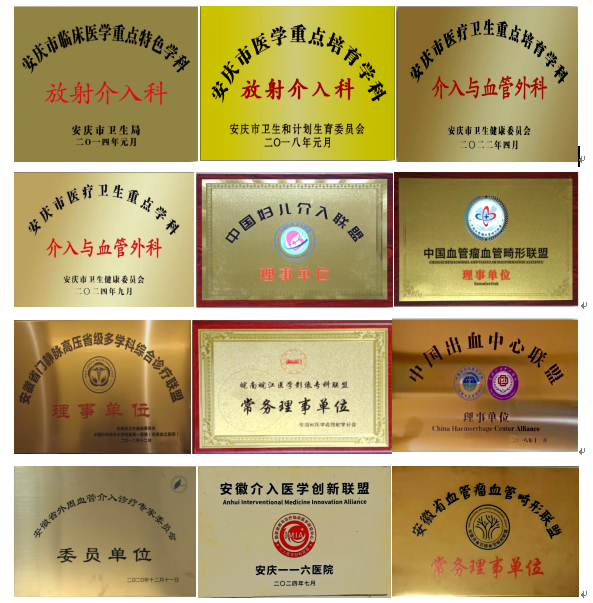 安庆市临床医学重点特色学科
放射介入科
安庆市卫生局
二〇一四年元月
安庆市医学重点培育学科
放射介入科
安庆市卫生和计划生育委员会
二〇一八年元月
安庆市医疗卫生重点培育学科
介入与血管外科
安庆市卫生健康委员会
二〇二二年四月
安庆市医疗卫生重点学科
介入与血管外科
安庆市卫生健康委员会
二〇二四年九月
中国妇儿介入联盟
理事单位
中国血管瘤血管畸形联盟
理事单位
安徽省门静脉高压省级多学科综合诊疗联盟
理事单位
皖南皖江医学影像专科联盟
常务理事单位
中国出血中心联盟
理事单位
China Haemorrhage Center Alliance
二〇一八年十一月
安徽省外周血管介入诊疗专家委员会
委员单位
二〇二〇年十二月十一日
安徽介入医学创新联盟
Anhui Interventional Medicine Innovation Alliance
安庆一一六医院
二〇二四年七月
安徽省血管瘤血管畸形联盟
常务理事单位